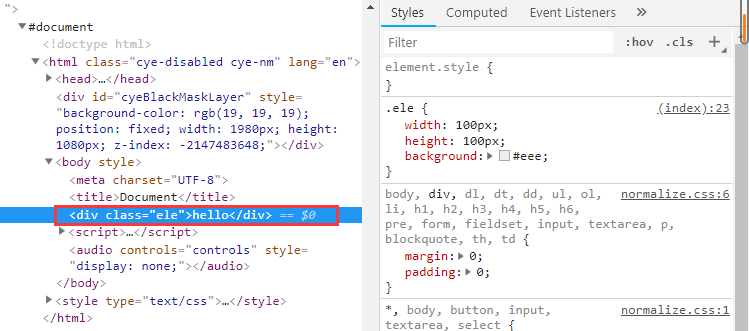 ">
▼#document
<!doctype html>
▼<html class="cye-disabled cye-nm" lang="en">
▶<head>…</head>
<div id="cyeBlackMaskLayer" style=
"background-color: rgb(19, 19, 19);
position: fixed; width: 1980px; height:
1080px; z-index: -2147483648;"></div>
▼<body style>
<meta charset="UTF-8">
<title>Document</title>
<div class="ele">hello</div> == $0
▶<script>…</script>
<audio controls="controls" style=
"display: none;"></audio>
</body>
▶<style type="text/css">…</style>
</html>
Styles Computed Event Listeners »
Filter :hov .cls +
element.style {
}
.ele { (index):23
width: 100px;
height: 100px;
background:▶ #eee;
}
body, div, dl, dt, dd, ul, ol, normalize.css:6
li, h1, h2, h3, h4, h5, h6,
pre, form, fieldset, input, textarea, p,
blockquote, th, td {
margin:▶ 0;
padding:▶ 0;
}
*, body, button, input, normalize.css:1
textarea, select {